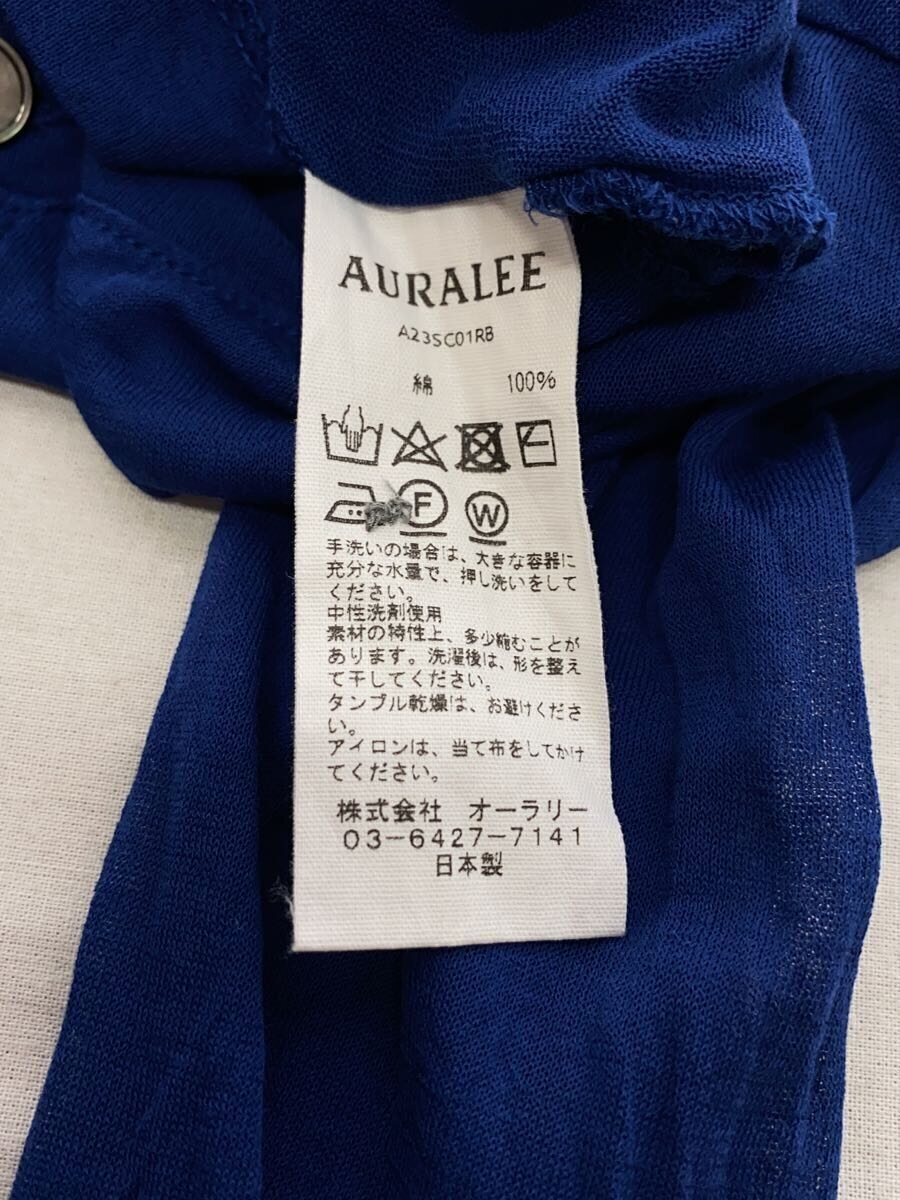 AURALEE
A23SC01RB
綿 100%
F W
手洗いの場合は、大きな容器に
充分な水量で、押し洗いをして
ください。
中性洗剤使用
素材の特性上、多少縮むことが
あります。洗濯後は、形を整え
て干してください。
タンブル乾燥は、お避けくださ
い。
アイロンは、当て布をしてかけ
てください。
株式会社 オーラリー
03-6427-7141
日本製